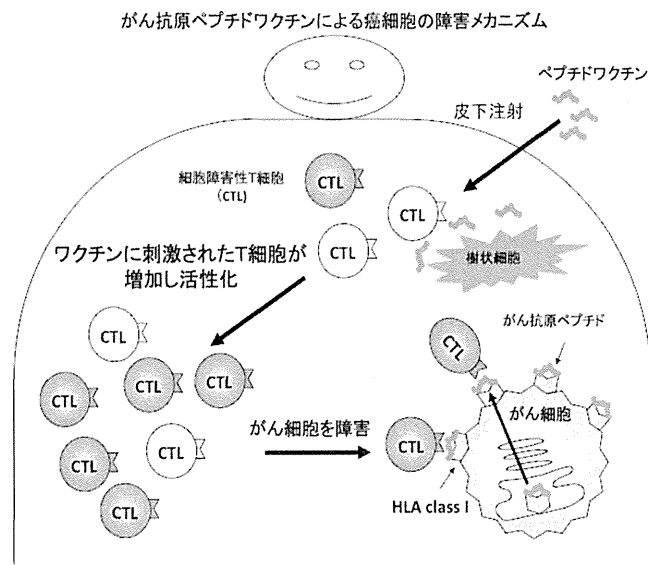 がん抗原ペプチドワクチンによる癌細胞の障害メカニズム
ペプチドワクチン
皮下注射
細胞障害性T細胞
(CTL)
CTL
CTL
CTL
樹状細胞
ワクチンに刺激されたT細胞が
増加し活性化
CTL
CTL
CTL
CTL
CTL
CTL
CTL
がん細胞を障害
CTL
CTL
がん抗原ペプチド
がん細胞
HLA class I